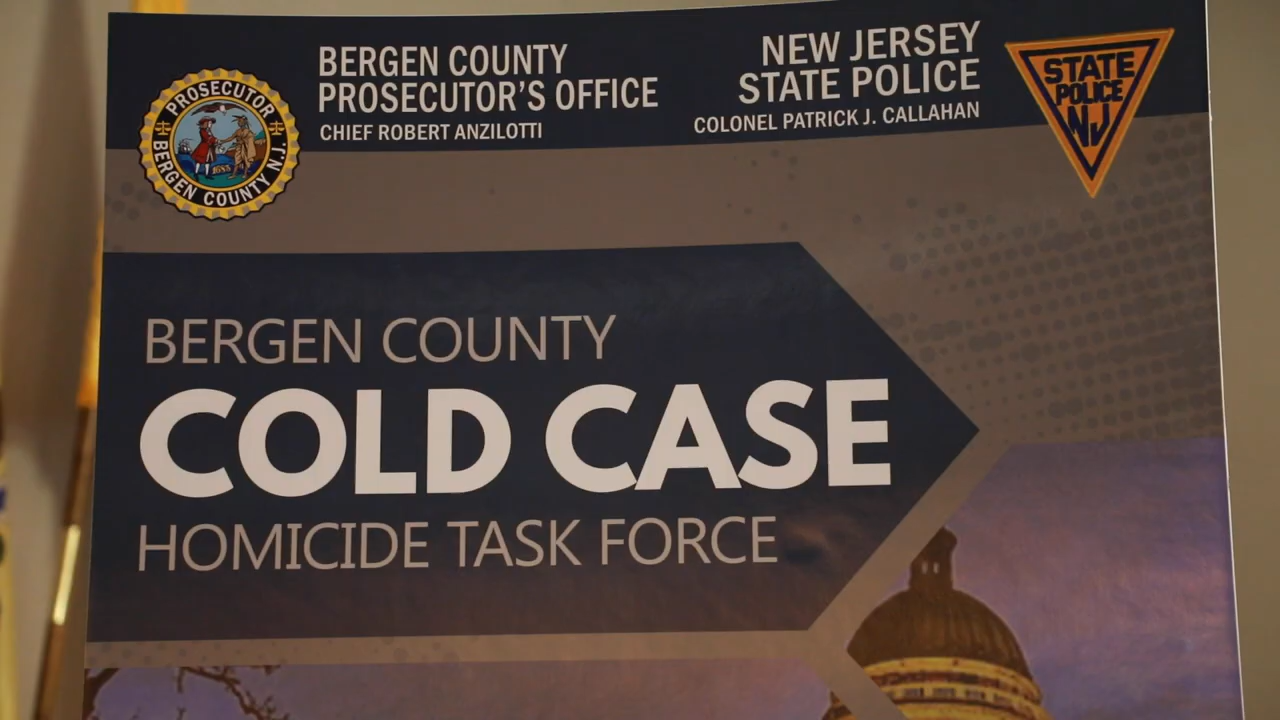 BERGEN COUNTY
PROSECUTOR'S OFFICE
CHIEF ROBERT ANZILOTTI
NEW JERSEY
STATE POLICE
COLONEL PATRICK J. CALLAHAN
PROSECUTOR
BERGEN COUNTY N.J.
1683
STATE
POLICE
NJ
BERGEN COUNTY
COLD CASE
HOMICIDE TASK FORCE